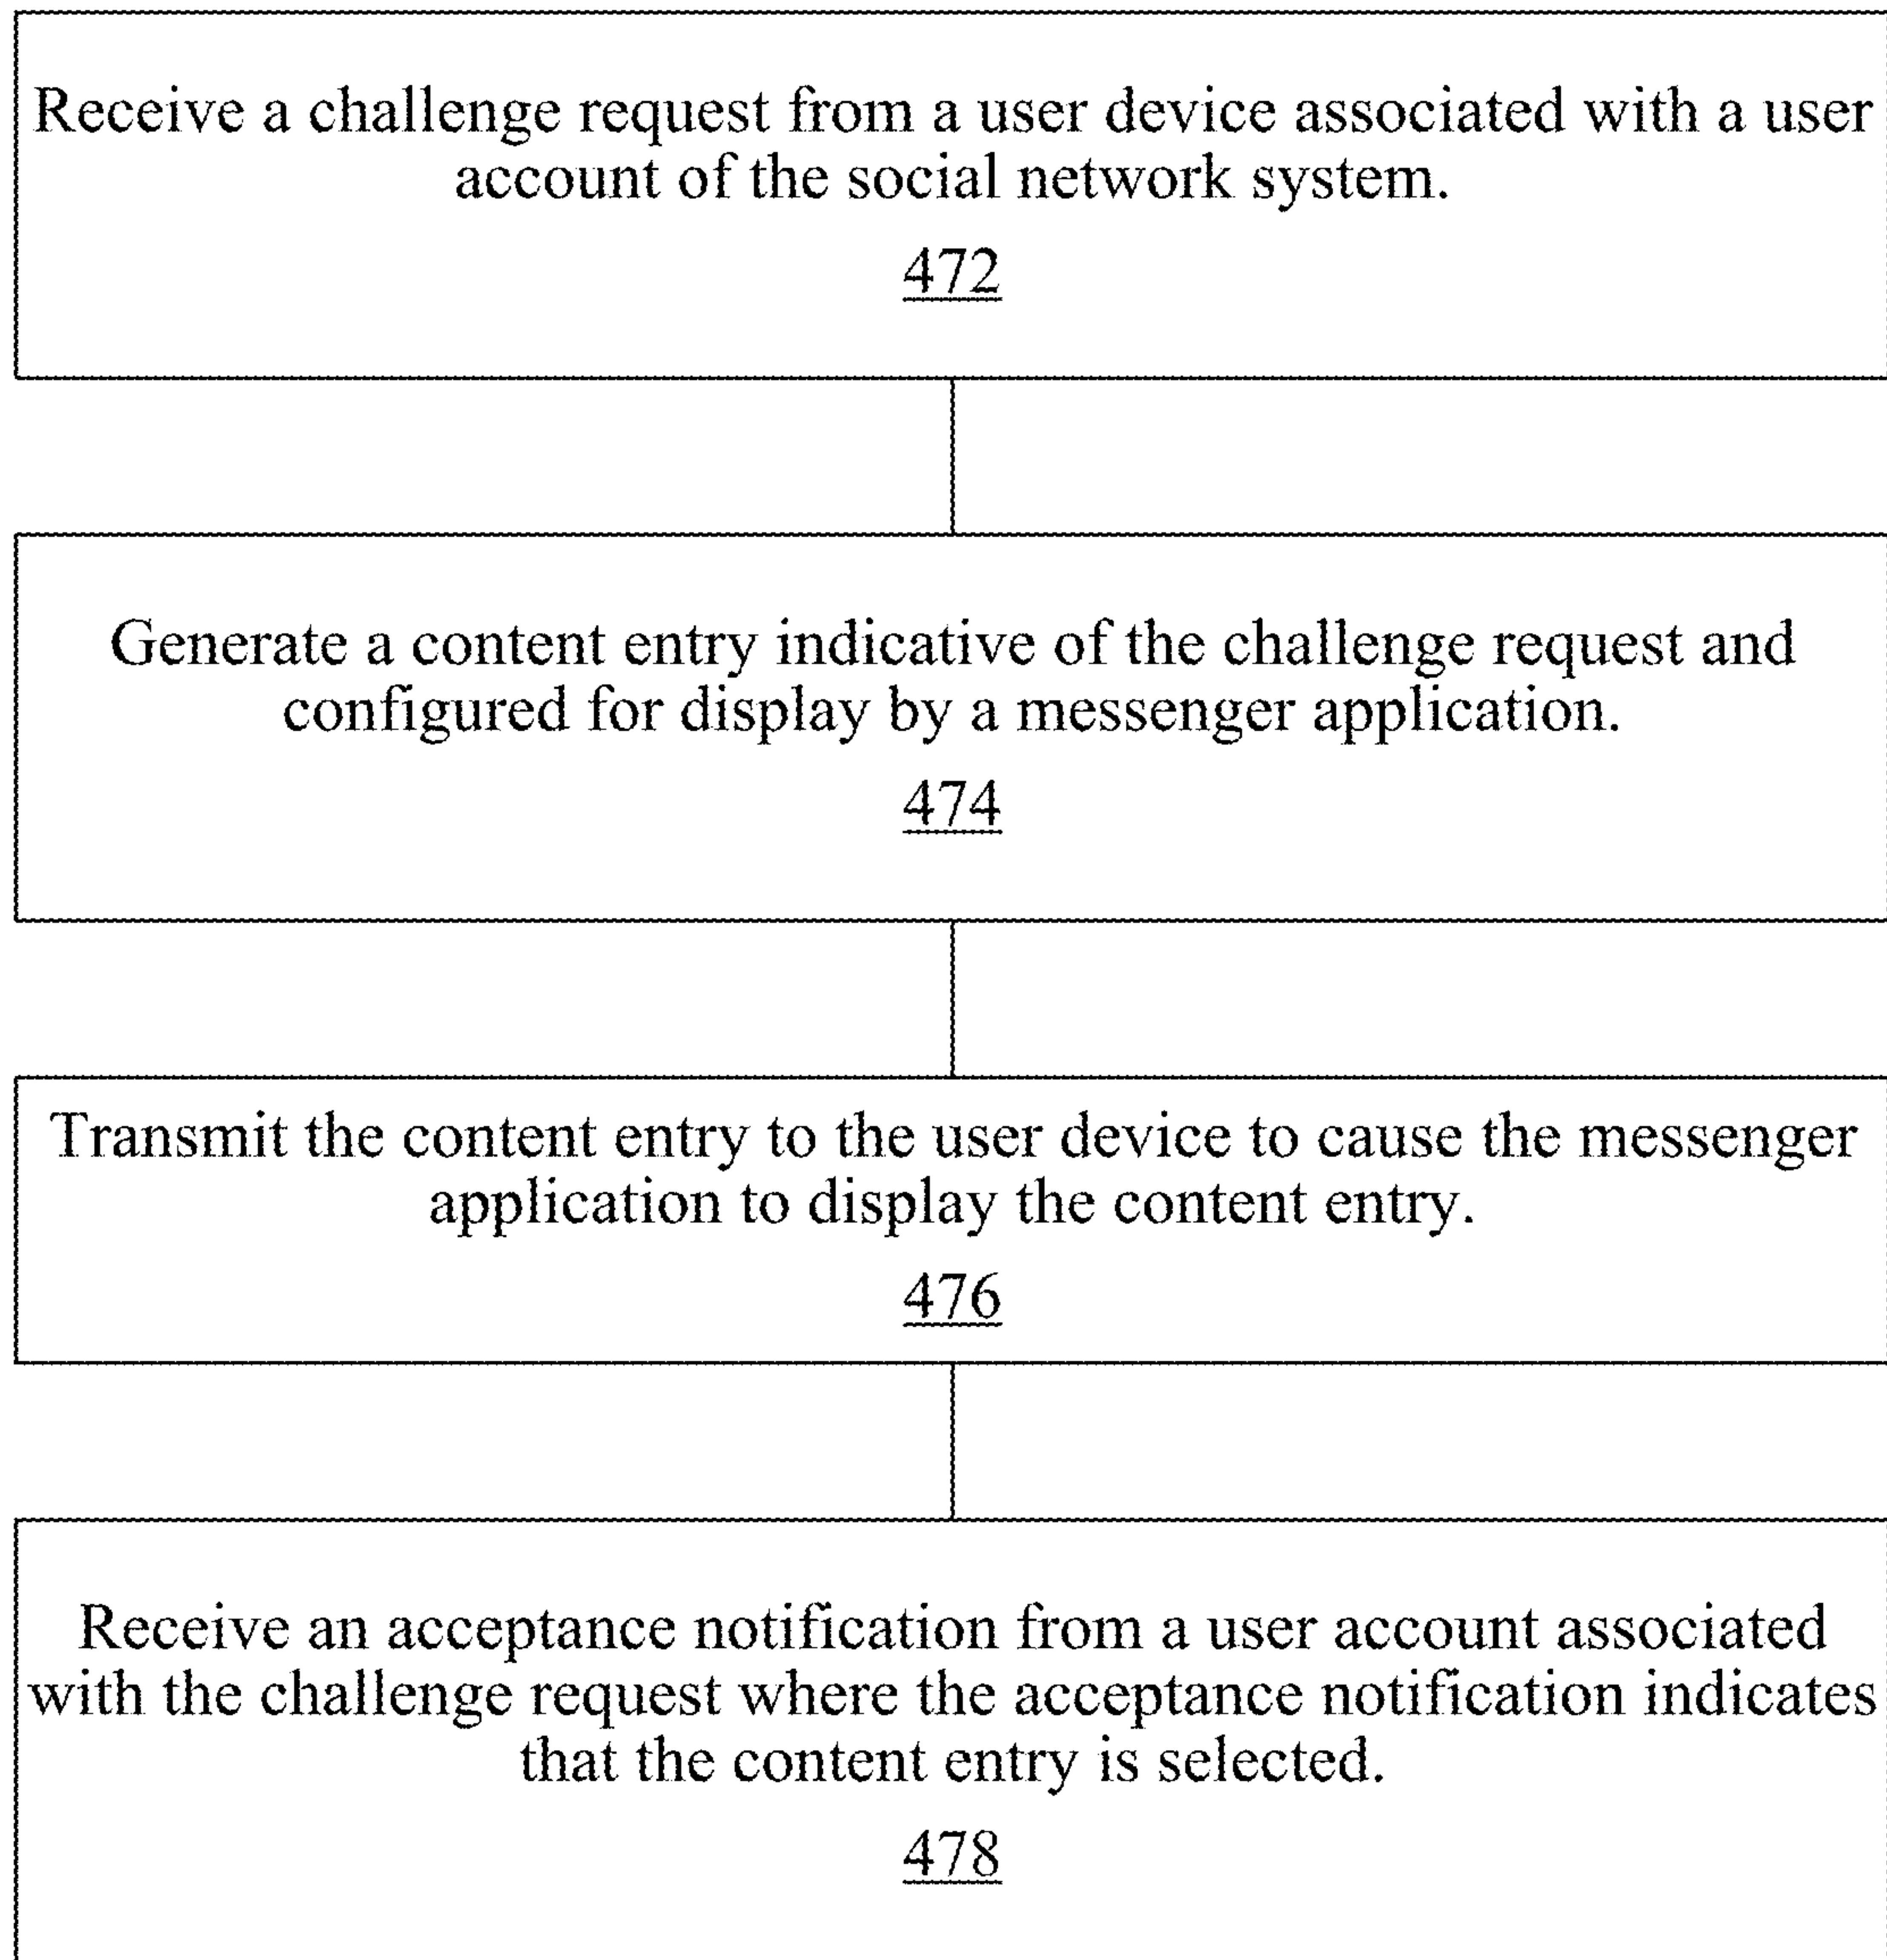 Receive a challenge request from a user device associated with a user
account of the social network system.
472
Generate a content entry indicative of the challenge request and
configured for display by a messenger application.
474
Transmit the content entry to the user device to cause the messenger
application to display the content entry.
476
Receive an acceptance notification from a user account associated
with the challenge request where the acceptance notification indicates
that the content entry is selected.
478